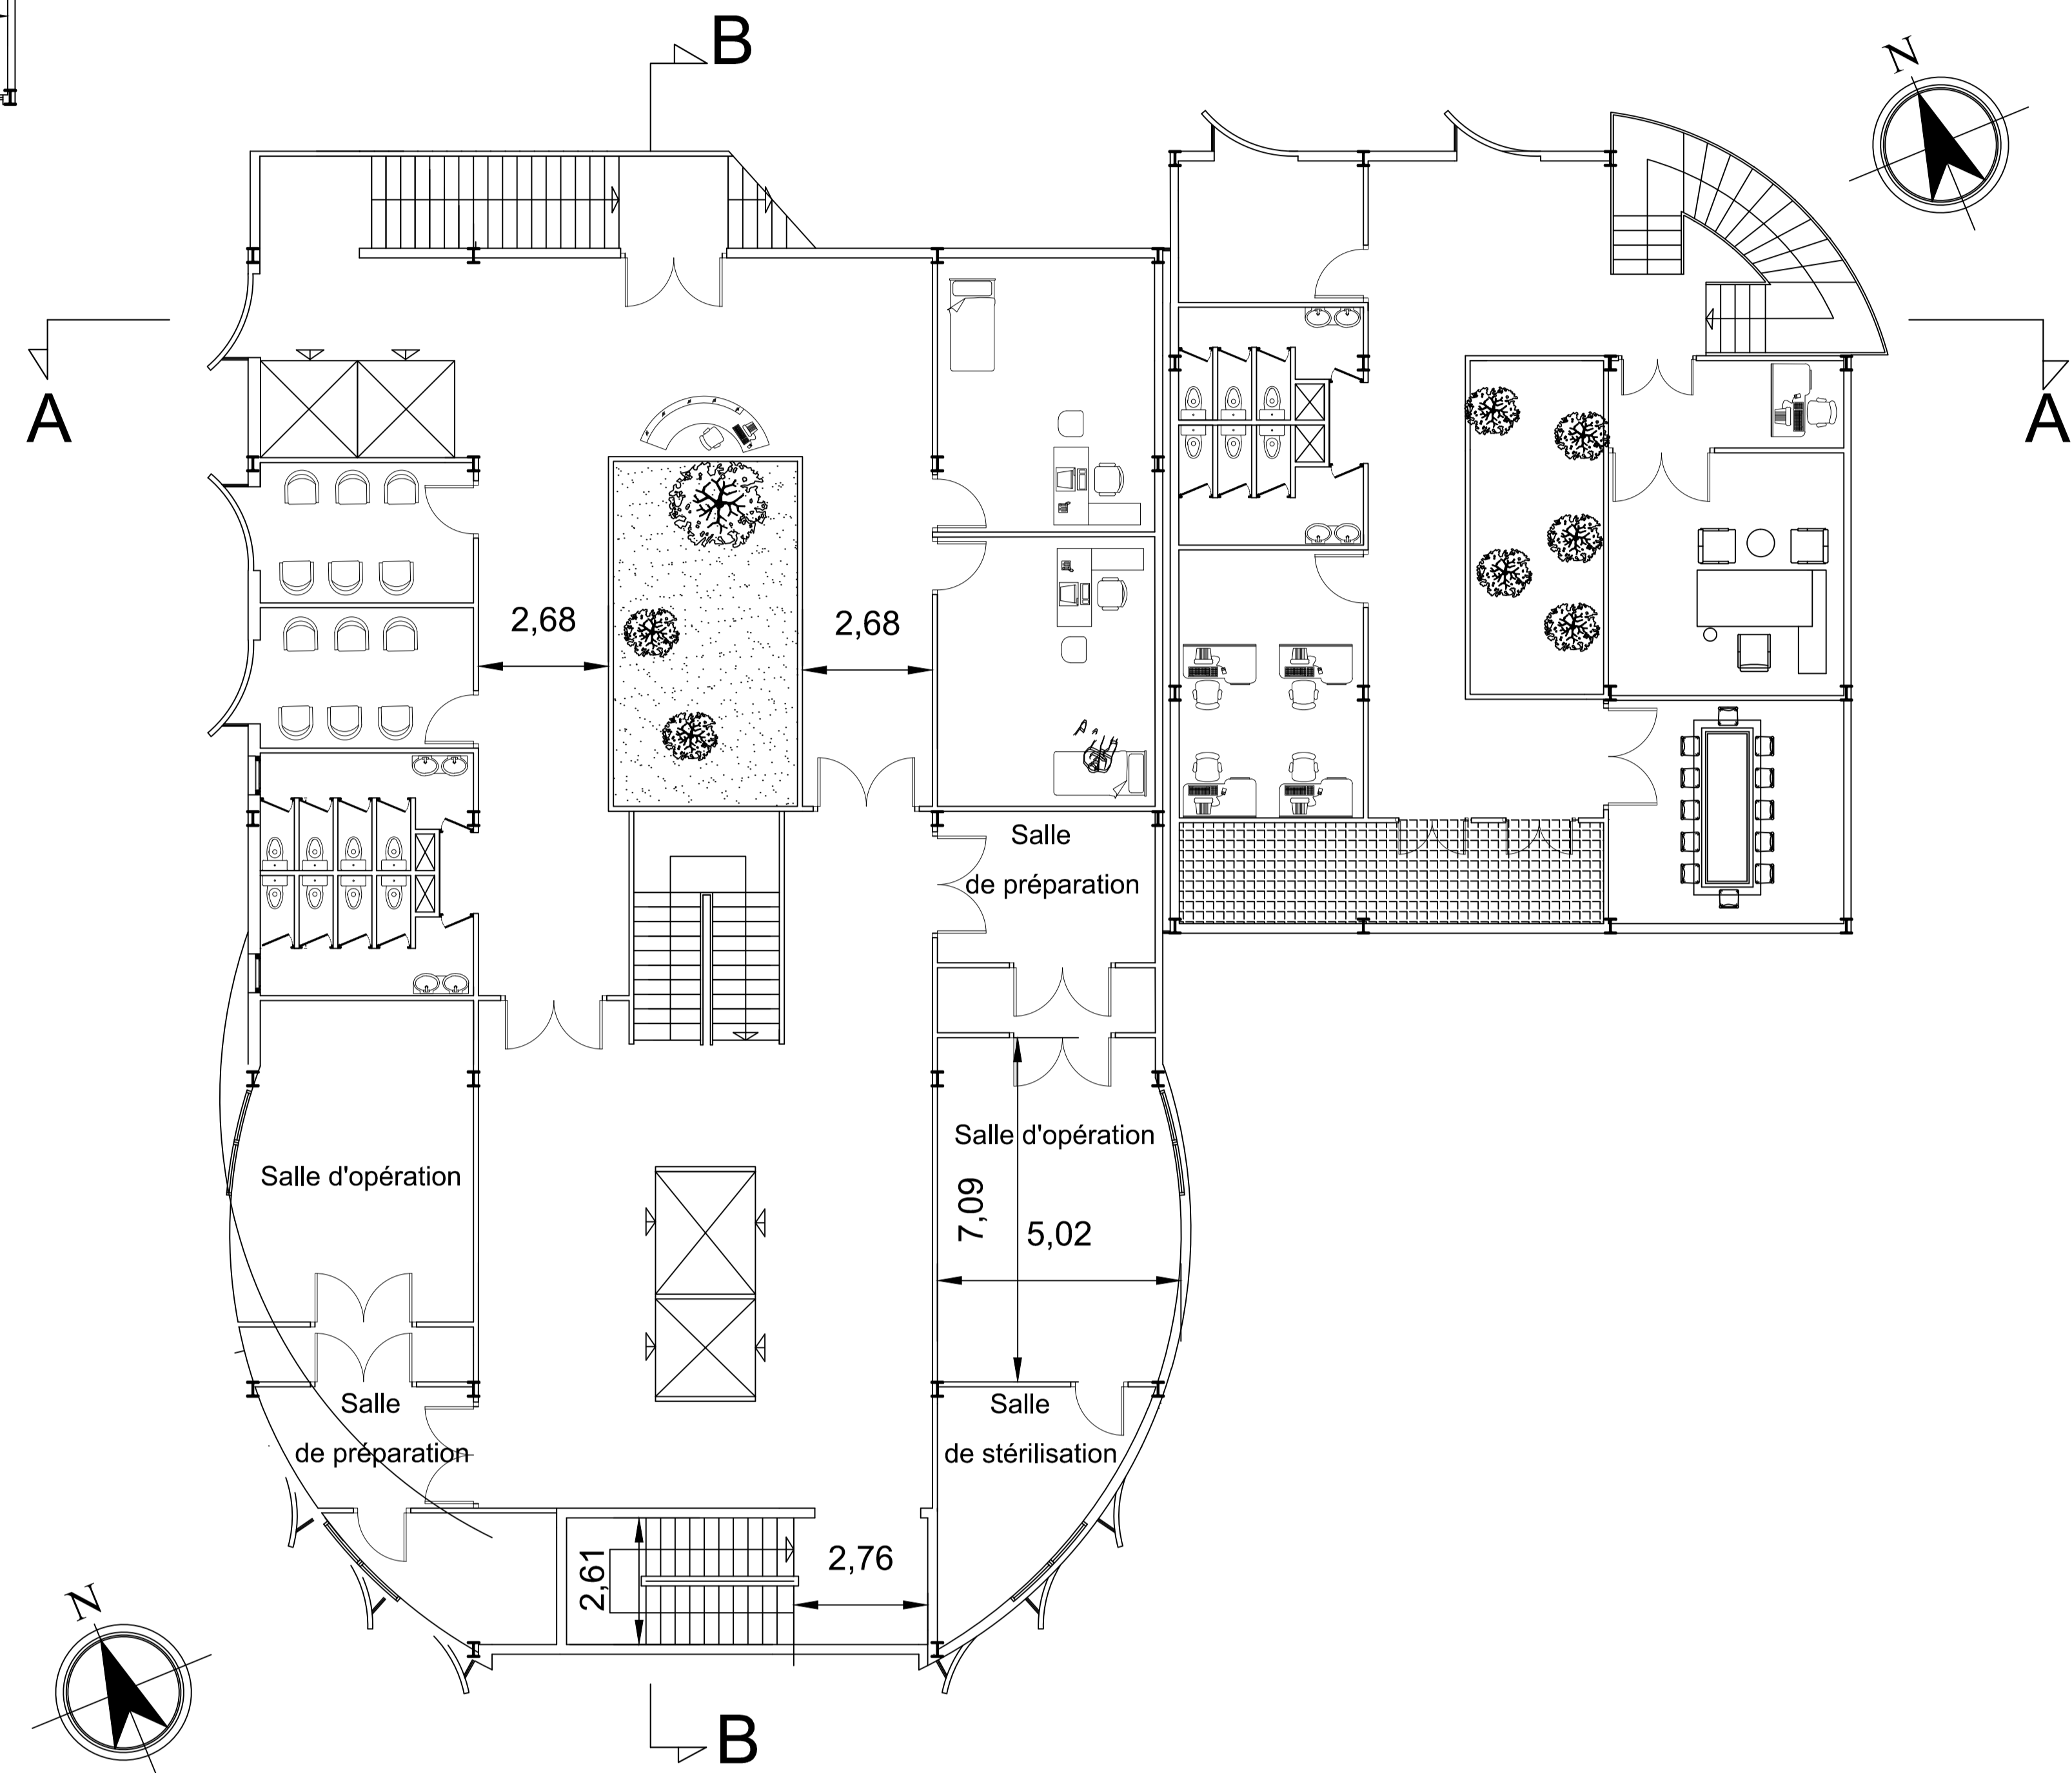 B
N
A
A
2,68
2,68
Salle
de préparation
Salle d'opération
Salle d'opération
7,09
5,02
Salle
de préparation
Salle
de stérilisation
2,61
2,76
N
B